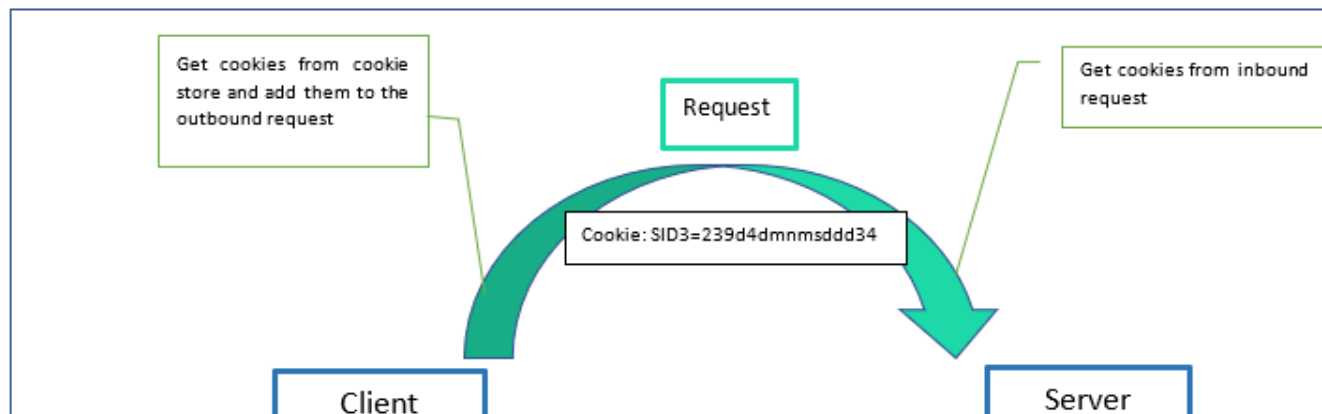 Get cookies from cookie
store and add them to the
outbound request
Request
Get cookies from inbound
request
Cookie: SID3=239d4dmnmsddd34
Client
Server